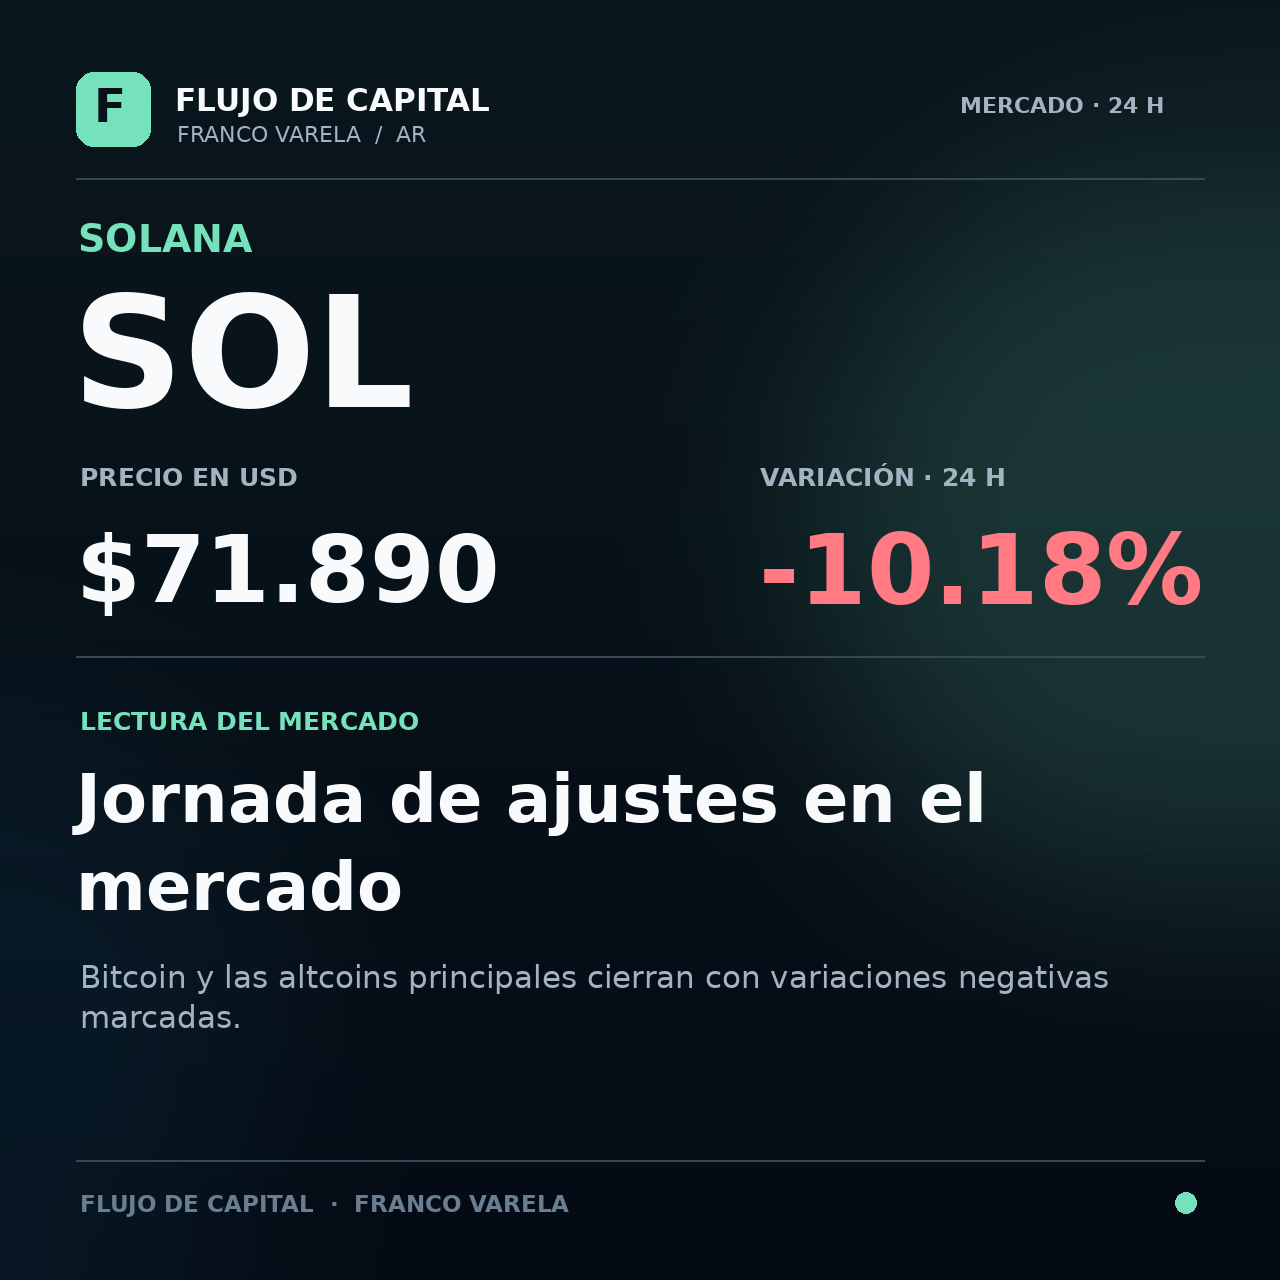 F
FLUJO DE CAPITAL
FRANCO VARELA / AR
MERCADO · 24 H
SOLANA
SOL
PRECIO EN USD
$71.890
VARIACIÓN · 24 H
-10.18%
LECTURA DEL MERCADO
Jornada de ajustes en el
mercado
Bitcoin y las altcoins principales cierran con variaciones negativas
marcadas.
FLUJO DE CAPITAL · FRANCO VARELA